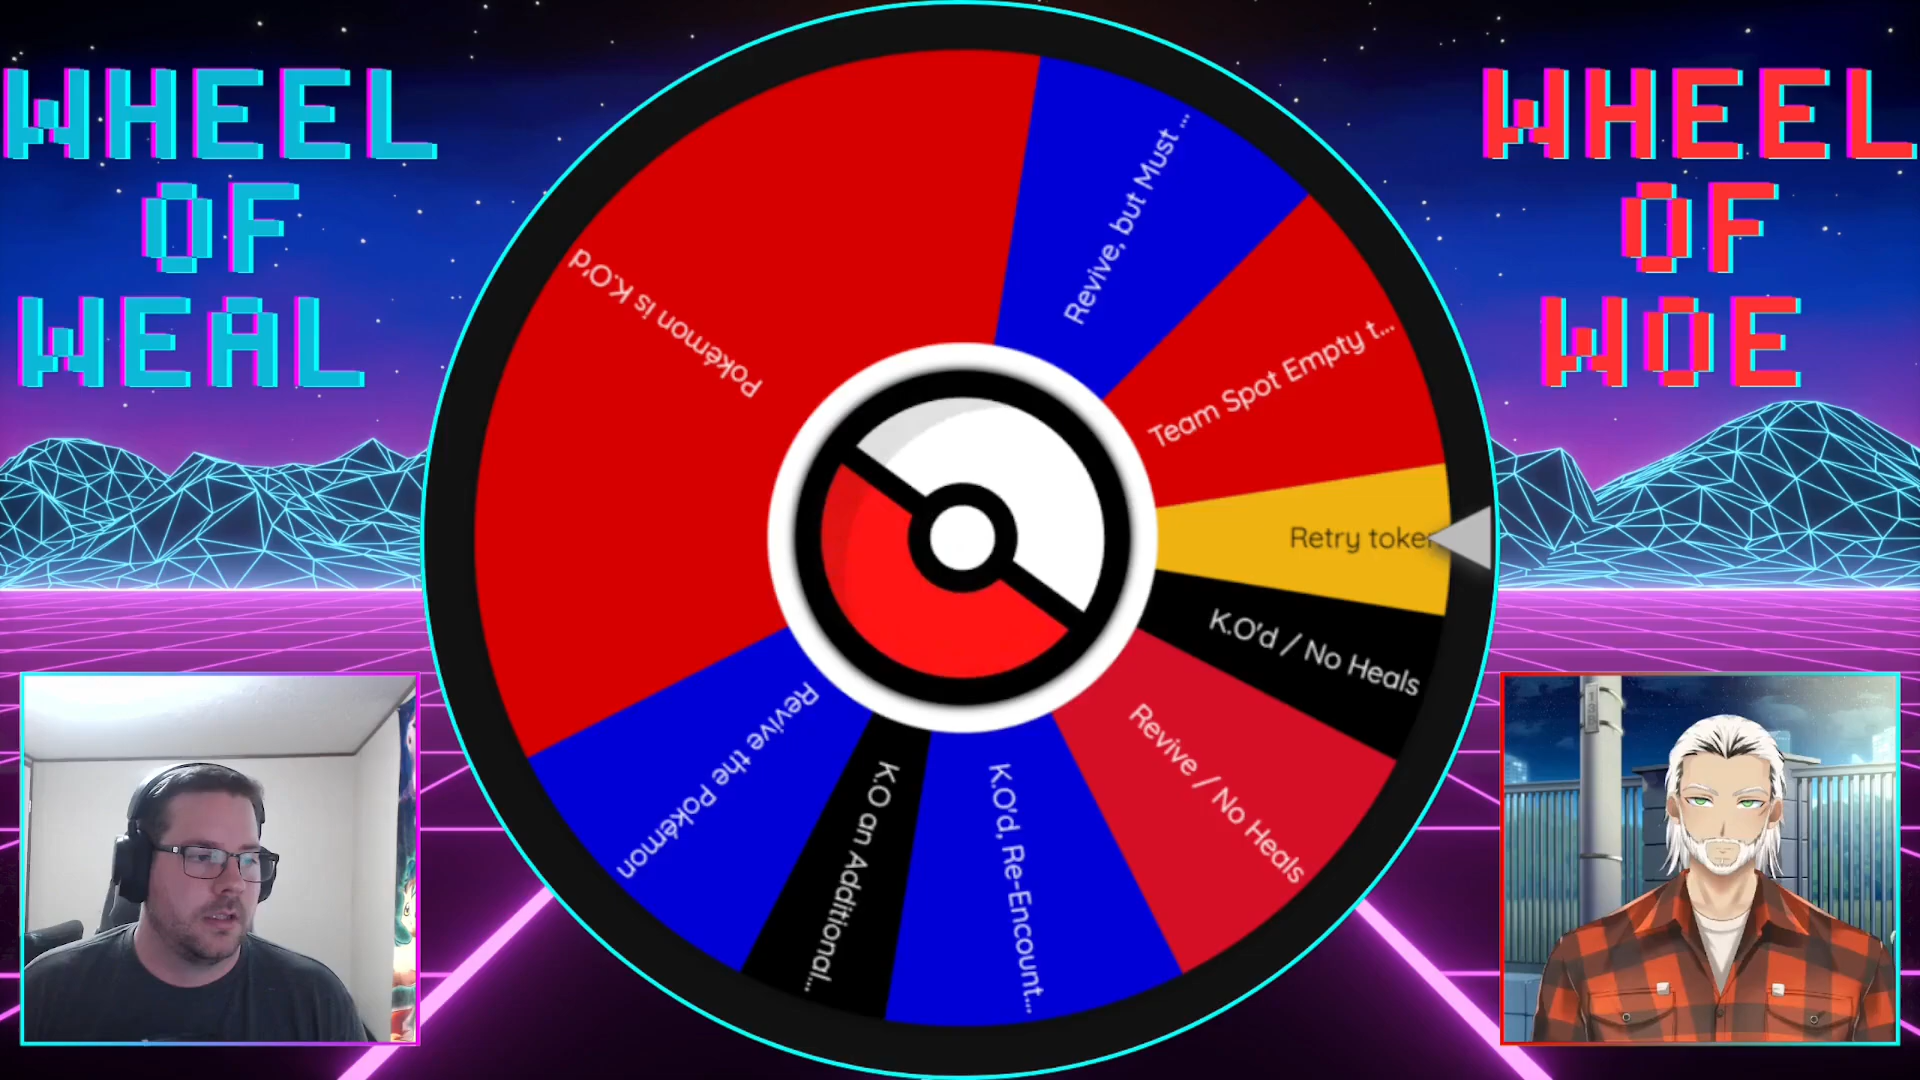 WHEEL
OF
WEAL
WHEEL
OF
WOE
Revive, but Must ...
Team Spot Empty t...
Retry token
K.O'd / No Heals
Revive / No Heals
K.O'd, Re-Encount...
K.O an Additional...
Revive the Pokémon
Pokémon is K.O'd